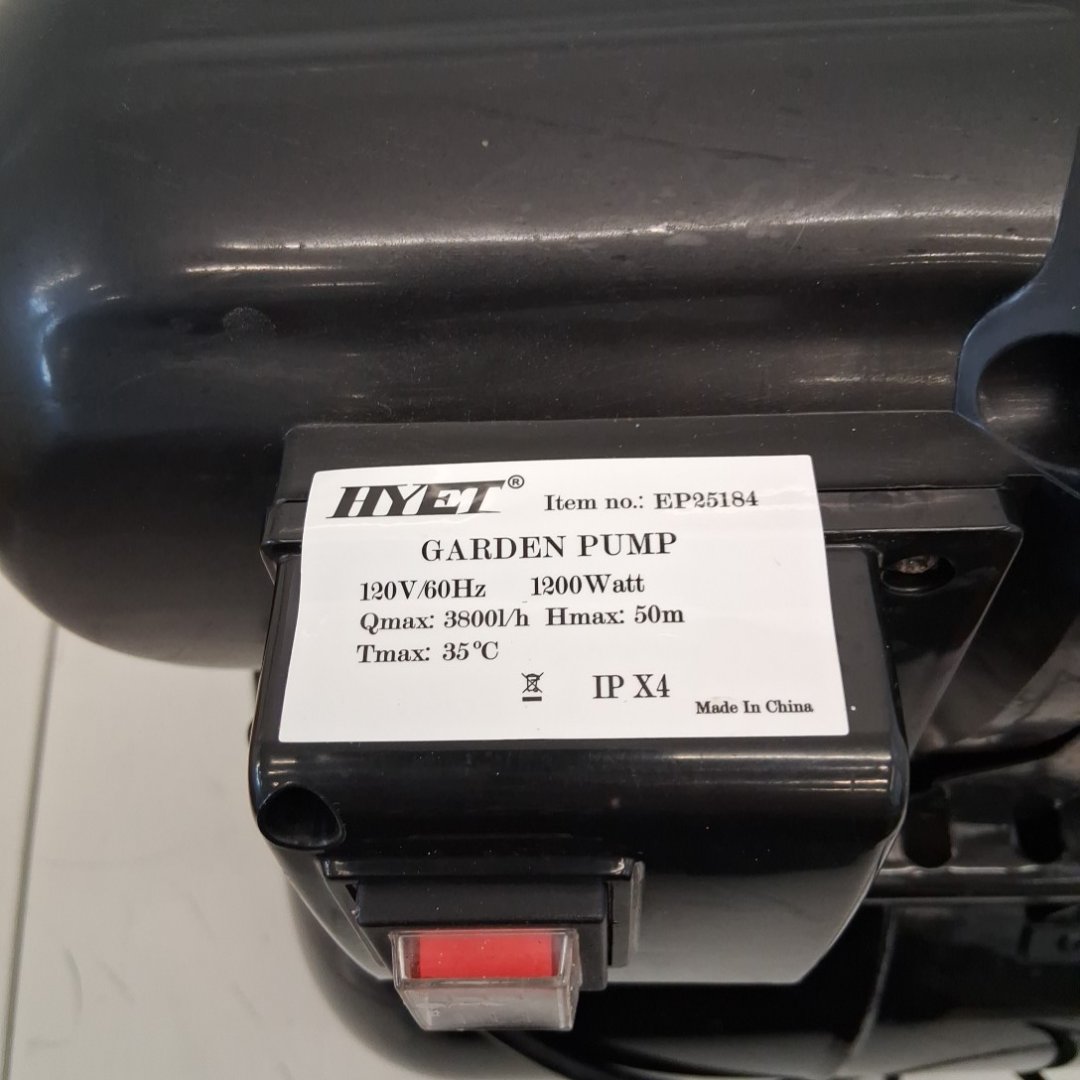 HYET® Item no.: EP25184
GARDEN PUMP
120V/60Hz 1200Watt
Qmax: 3800l/h Hmax: 50m
Tmax: 35°C
IP X4
Made In China